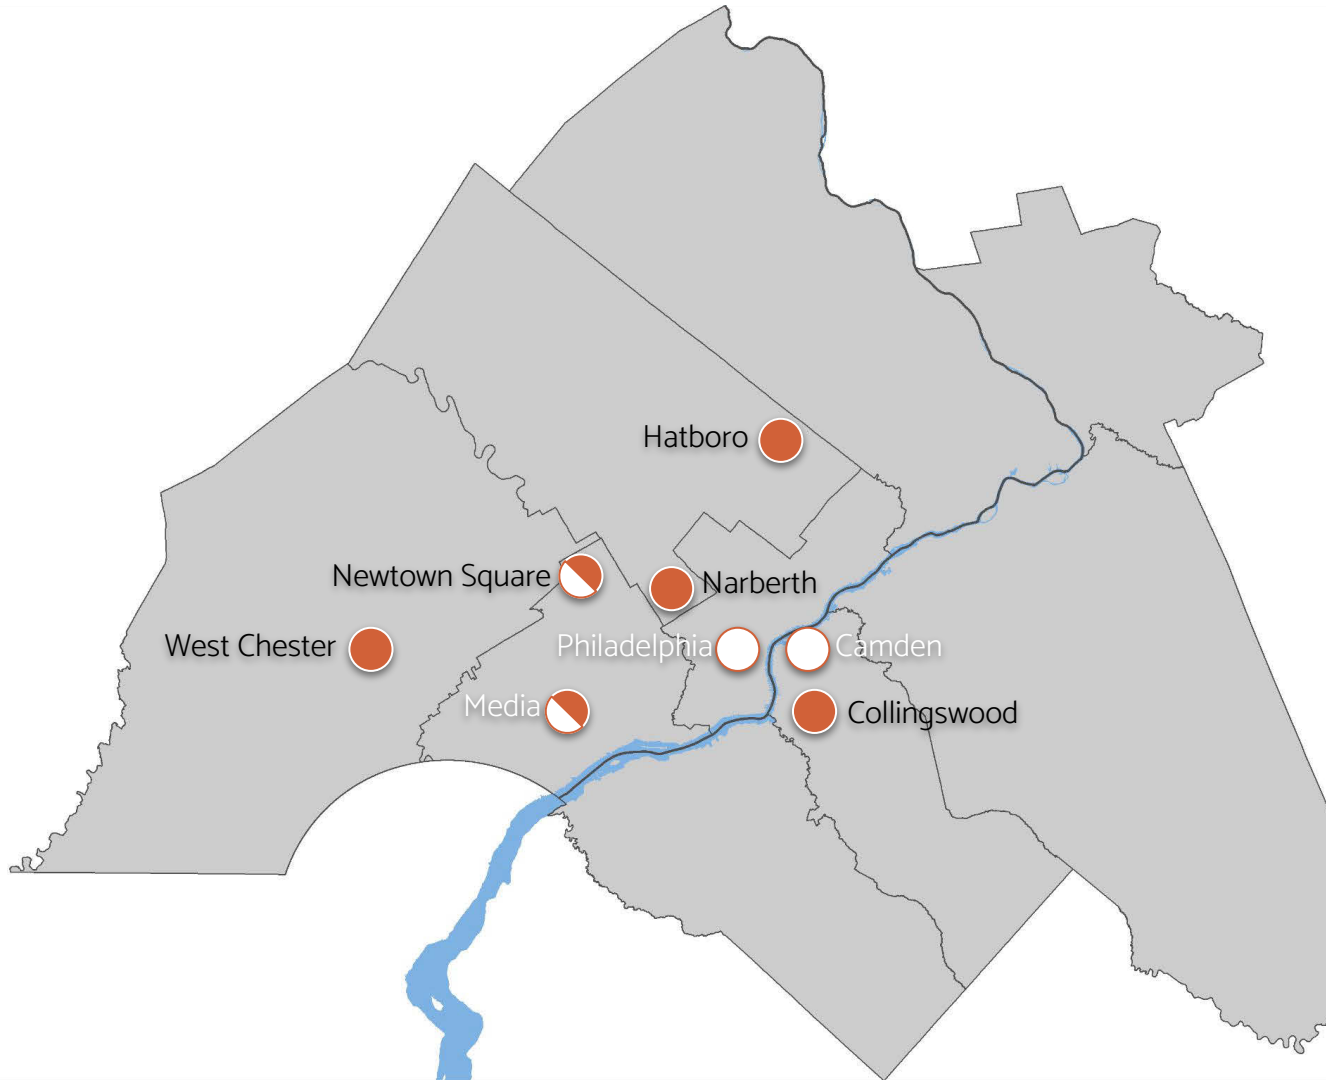 Hatboro
Newtown Square
Narberth
West Chester
Philadelphia
Camden
Media
Collingswood